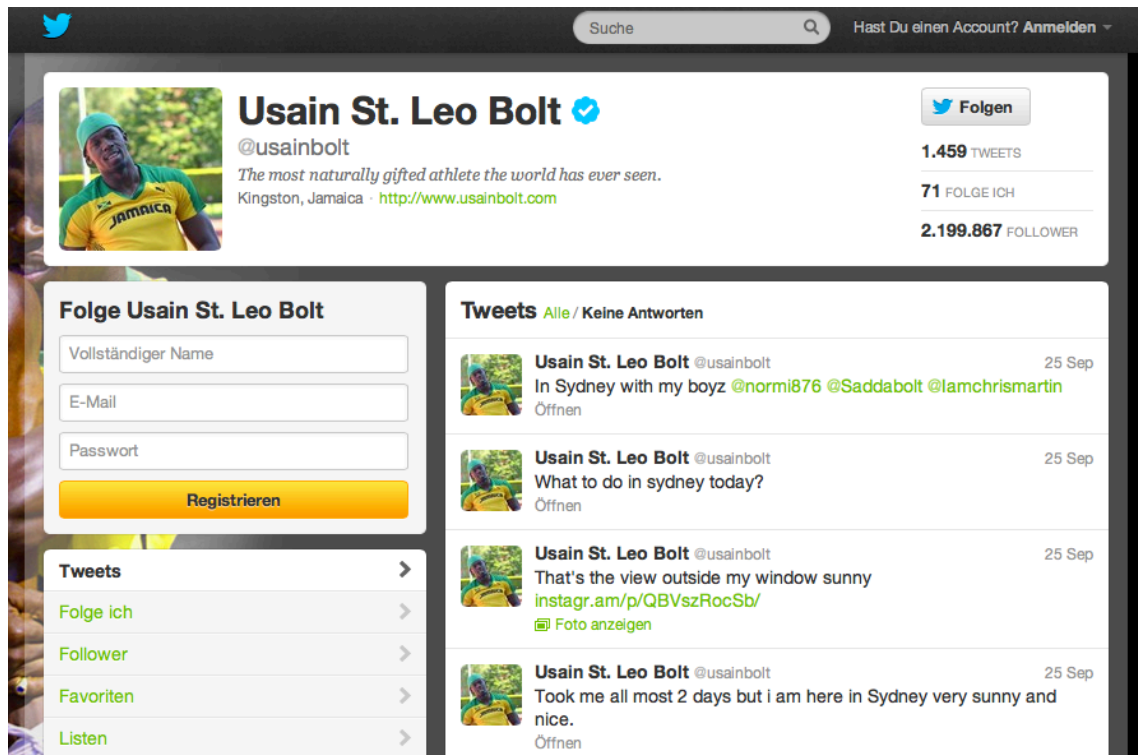 Suche
Hast Du einen Account? Anmelden
Usain St. Leo Bolt
@usainbolt
The most naturally gifted athlete the world has ever seen.
Kingston, Jamaica · http://www.usainbolt.com
JAMAICA
Folgen
1.459 TWEETS
71 FOLGE ICH
2.199.867 FOLLOWER
Folge Usain St. Leo Bolt
Vollständiger Name
E-Mail
Passwort
Registrieren
Tweets
Folge ich
Follower
Favoriten
Listen
Tweets Alle / Keine Antworten
Usain St. Leo Bolt @usainbolt 25 Sep
In Sydney with my boyz @normi876 @Saddabolt @Iamchrismartin
Öffnen
Usain St. Leo Bolt @usainbolt 25 Sep
What to do in sydney today?
Öffnen
Usain St. Leo Bolt @usainbolt 25 Sep
That's the view outside my window sunny
instagr.am/p/QBVszRocSb/
Foto anzeigen
Usain St. Leo Bolt @usainbolt 25 Sep
Took me all most 2 days but i am here in Sydney very sunny and
nice.
Öffnen